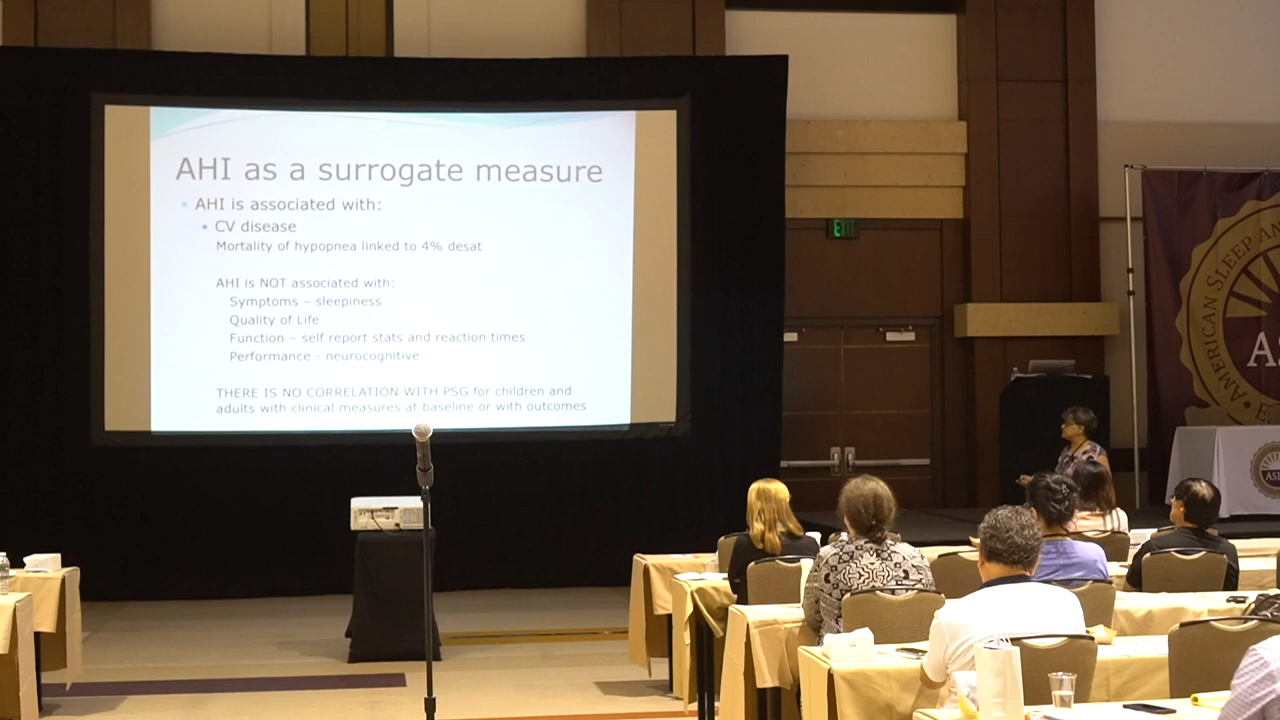 AHI as a surrogate measure
AHI is associated with:
CV disease
Mortality of hypopnea linked to 4% desat
AHI is NOT associated with:
Symptoms – sleepiness
Quality of Life
Function – self report stats and reaction times
Performance - neurocognitive
THERE IS NO CORRELATION WITH PSG for children and
adults with clinical measures at baseline or with outcomes
EXIT
AMERICAN SLEEP AN